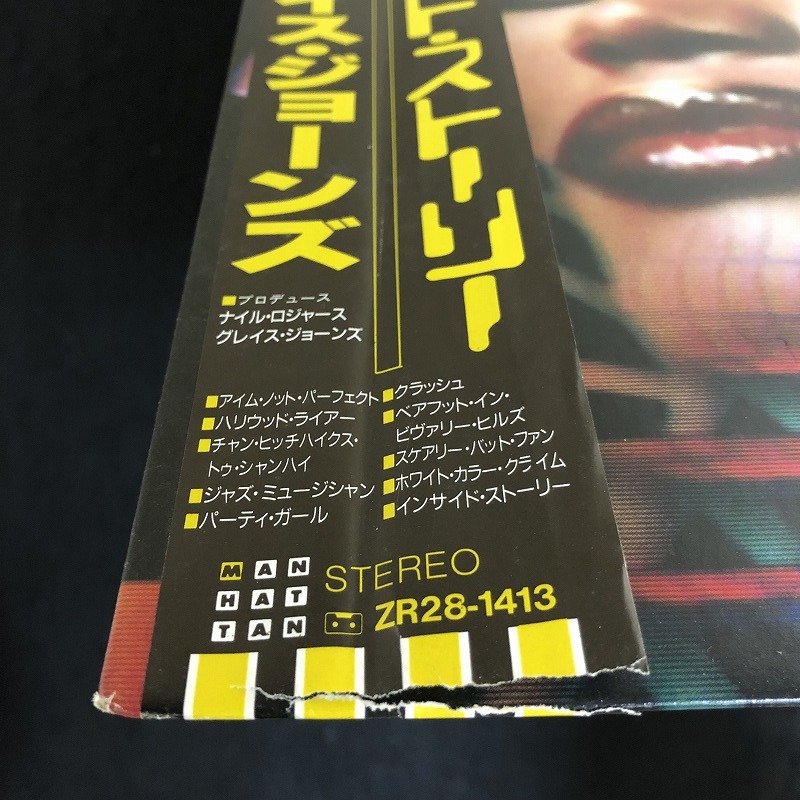 イス・ジョーンズ
ド・ストーリー
■プロデュース
ナイル・ロジャース
グレイス・ジョーンズ
■アイム・ノット・パーフェクト
■ハリウッド・ライアー
■チャン・ヒッチハイクス・
トゥ・シャンハイ
■ジャズ・ミュージシャン
■パーティ・ガール
■クラッシュ
■ベアフット・イン・
ビヴァリー・ヒルズ
■スケアリー・バット・ファン
■ホワイト・カラー・クライム
■インサイド・ストーリー
MAN
HAT
TAN
STEREO
ZR28-1413